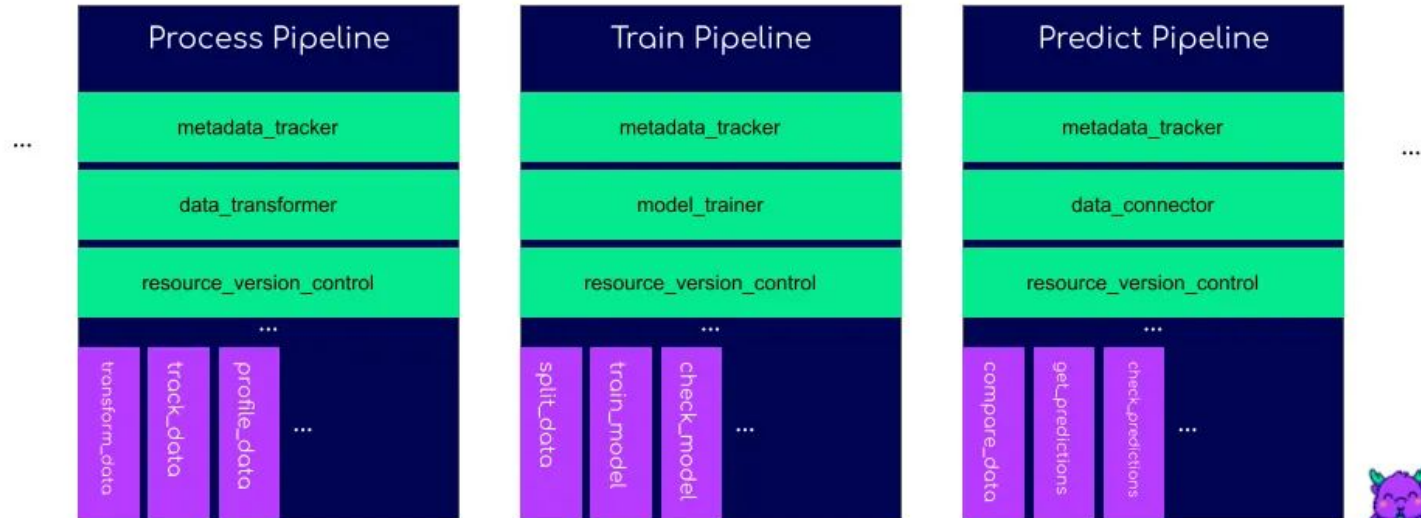 Process Pipeline
metadata_tracker
data_transformer
resource_version_control
...
transform_data
track_data
profile_data
...
Train Pipeline
metadata_tracker
model_trainer
resource_version_control
...
split_data
train_model
check_model
...
Predict Pipeline
metadata_tracker
data_connector
resource_version_control
...
compare_data
get_predictions
check_predictions
...
...
...